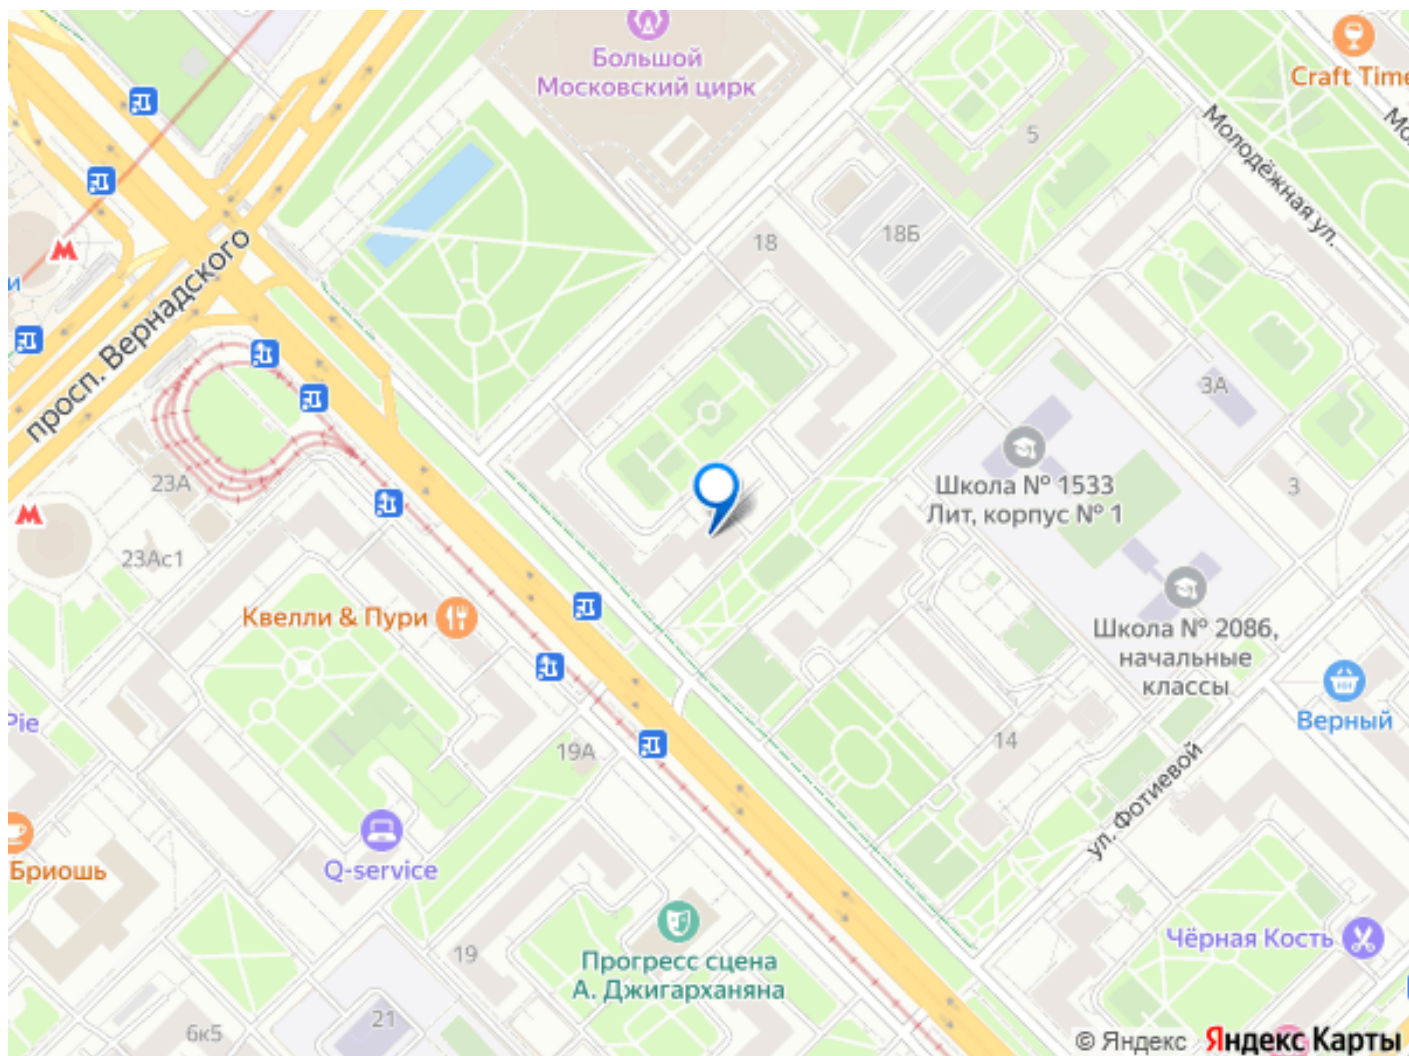 Большой
Московский цирк
Craft Time
5
Молодёжная ул.
18
18Б
просп. Вернадского
3А
23А
Школа № 1533
Лит, корпус № 1
3
23Ас1
Квелли & Пури
Школа № 2086,
начальные
классы
Pie
Верный
14
19А
ул. Фотиевой
Бриошь
Q-service
Чёрная Кость
19
Прогресс сцена
А. Джигарханяна
21
6к5
© Яндекс Яндекс Карты